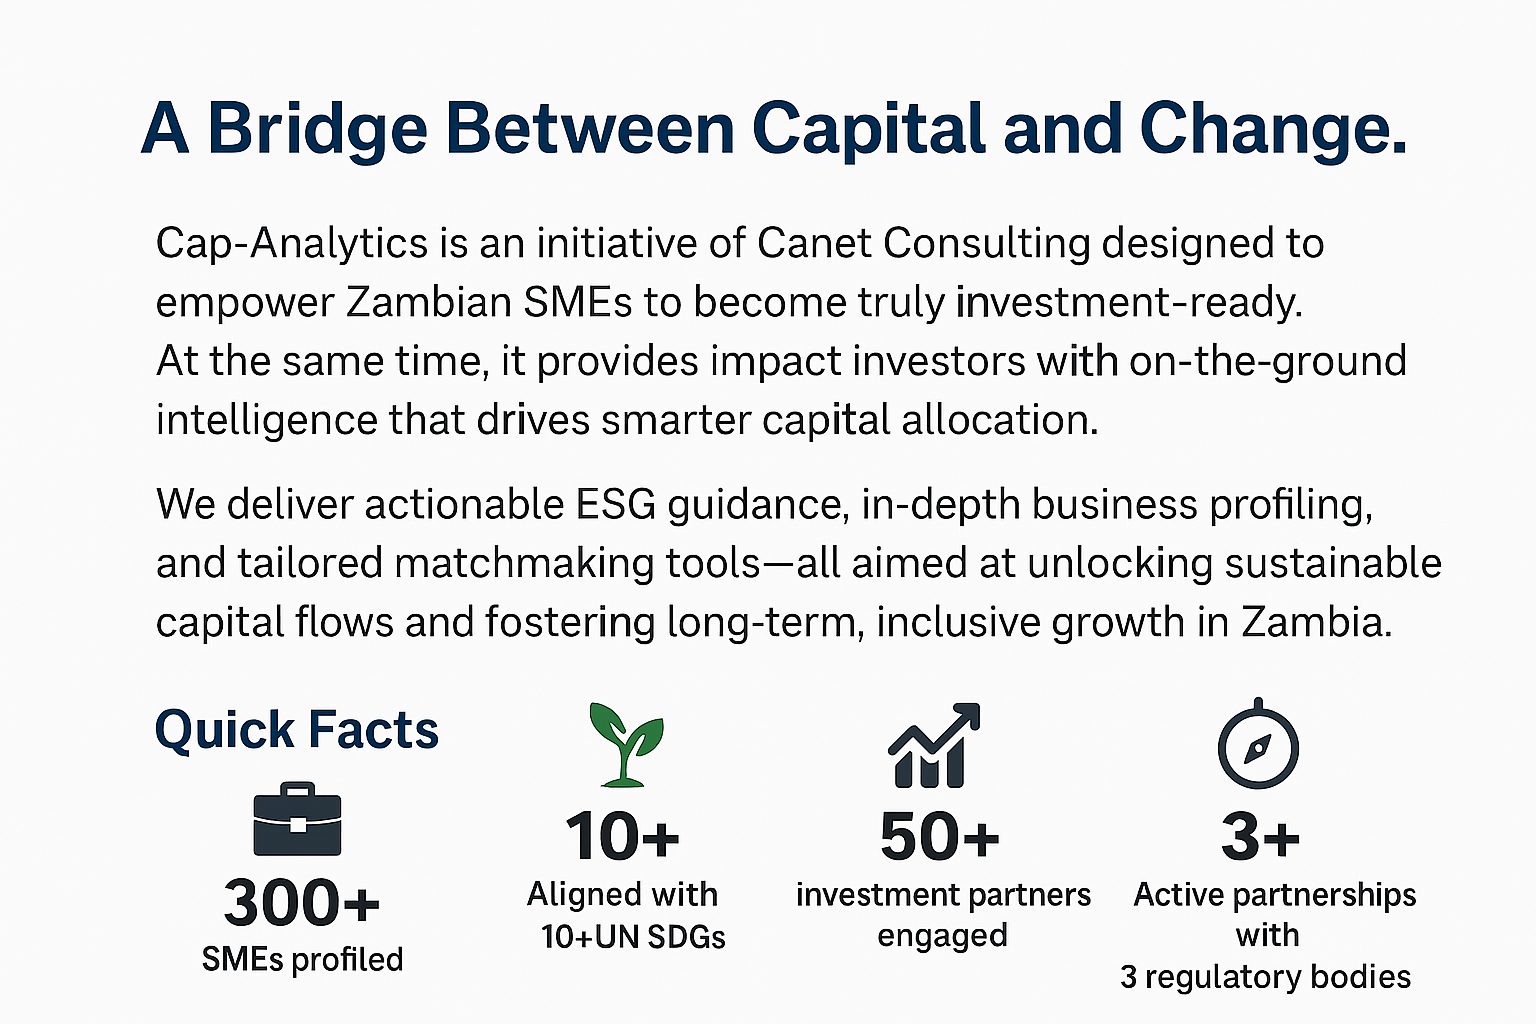 A Bridge Between Capital and Change.
Cap-Analytics is an initiative of Canet Consulting designed to
empower Zambian SMEs to become truly investment-ready.
At the same time, it provides impact investors with on-the-ground
intelligence that drives smarter capital allocation.
We deliver actionable ESG guidance, in-depth business profiling,
and tailored matchmaking tools—all aimed at unlocking sustainable
capital flows and fostering long-term, inclusive growth in Zambia.
Quick Facts
300+
SMEs profiled
10+
Aligned with
10+UN SDGs
50+
investment partners
engaged
3+
Active partnerships
with
3 regulatory bodies